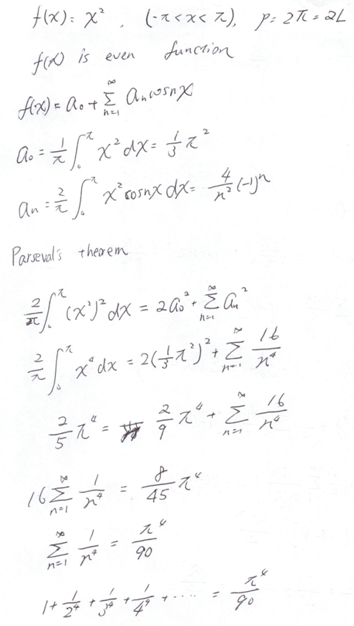 f(x) = x², (-π < x < π), p = 2π = 2L
f(x) is even function
f(x) = a₀ + Σ_{n=1}^{∞} aₙ cos nx
a₀ = 1/π ∫₀^π x² dx = 1/3 π²
aₙ = 2/π ∫₀^π x² cos nx dx = 4/n² (-1)ⁿ
Parseval's theorem
2/π ∫₀^π (x²)² dx = 2a₀² + Σ_{n=1}^{∞} aₙ²
2/π ∫₀^π x⁴ dx = 2(1/3 π²)² + Σ_{n=1}^{∞} 16/n⁴
2/5 π⁴ = 2/9 π⁴ + Σ_{n=1}^{∞} 16/n⁴
16 Σ_{n=1}^{∞} 1/n⁴ = 8/45 π⁴
Σ_{n=1}^{∞} 1/n⁴ = π⁴/90
1 + 1/2⁴ + 1/3⁴ + 1/4⁴ + ···· = π⁴/90